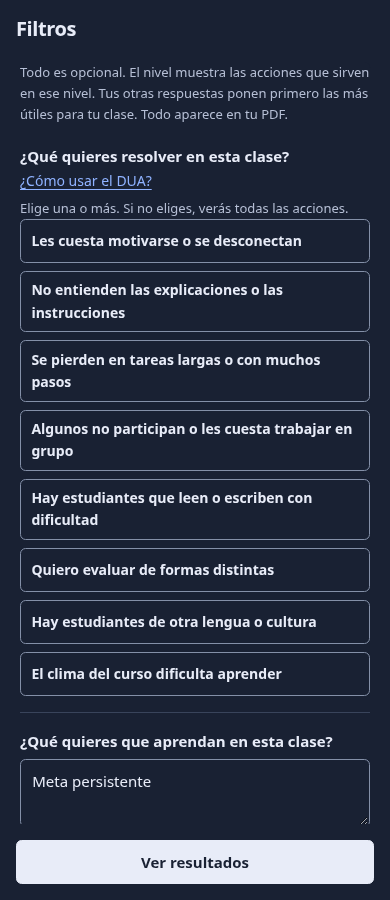 Filtros
Todo es opcional. El nivel muestra las acciones que sirven
en ese nivel. Tus otras respuestas ponen primero las más
útiles para tu clase. Todo aparece en tu PDF.
¿Qué quieres resolver en esta clase?
¿Cómo usar el DUA?
Elige una o más. Si no eliges, verás todas las acciones.
Les cuesta motivarse o se desconectan
No entienden las explicaciones o las
instrucciones
Se pierden en tareas largas o con muchos
pasos
Algunos no participan o les cuesta trabajar en
grupo
Hay estudiantes que leen o escriben con
dificultad
Quiero evaluar de formas distintas
Hay estudiantes de otra lengua o cultura
El clima del curso dificulta aprender
¿Qué quieres que aprendan en esta clase?
Meta persistente
Ver resultados